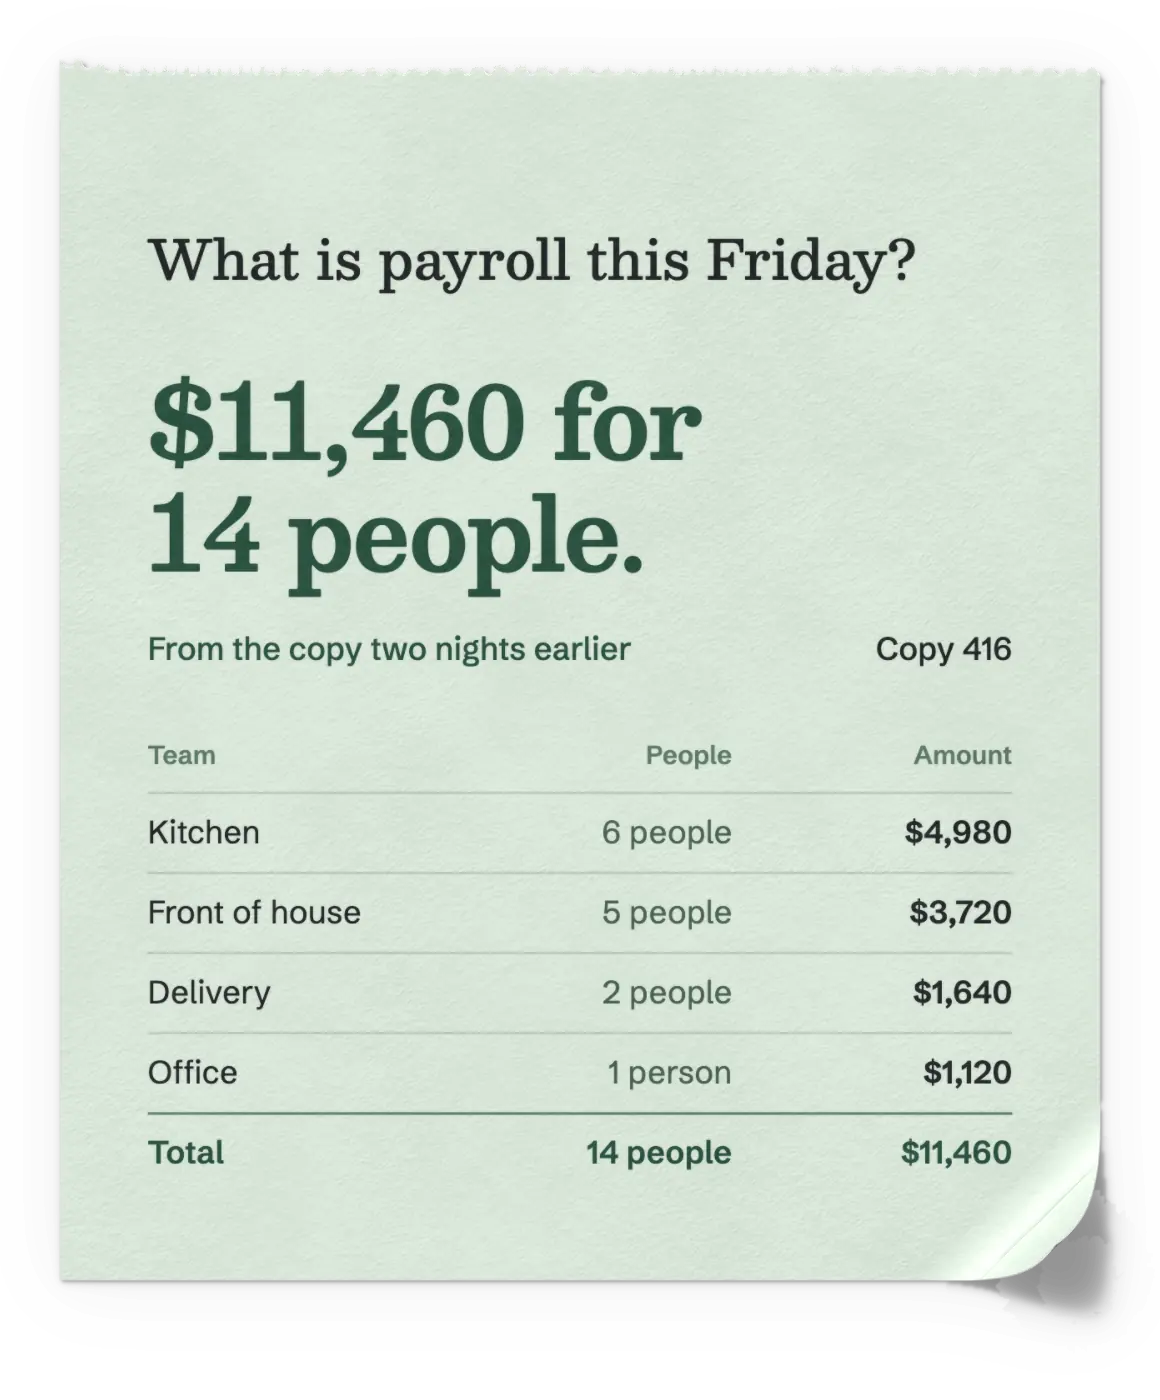 What is payroll this Friday?
$11,460 for
14 people.
From the copy two nights earlier Copy 416
Team People Amount
Kitchen 6 people $4,980
Front of house 5 people $3,720
Delivery 2 people $1,640
Office 1 person $1,120
Total 14 people $11,460